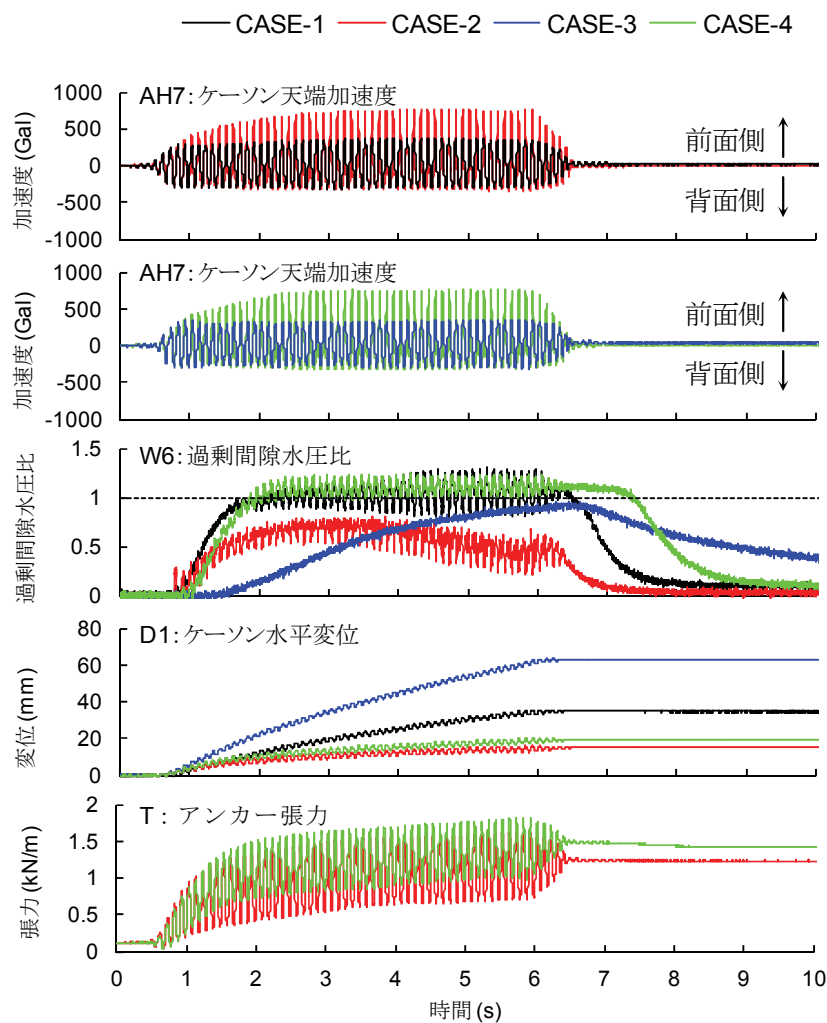 CASE-1 CASE-2 CASE-3 CASE-4
AH7:ケーソン天端加速度
加速度 (Gal)
1000
500
0
-500
-1000
前面側
背面側
AH7:ケーソン天端加速度
加速度 (Gal)
1000
500
0
-500
-1000
前面側
背面側
W6:過剰間隙水圧比
過剰間隙水圧比
1.5
1
0.5
0
D1:ケーソン水平変位
変位 (mm)
80
60
40
20
0
T: アンカー張力
張力 (kN/m)
2
1.5
1
0.5
0
0 1 2 3 4 5 6 7 8 9 10
時間 (s)